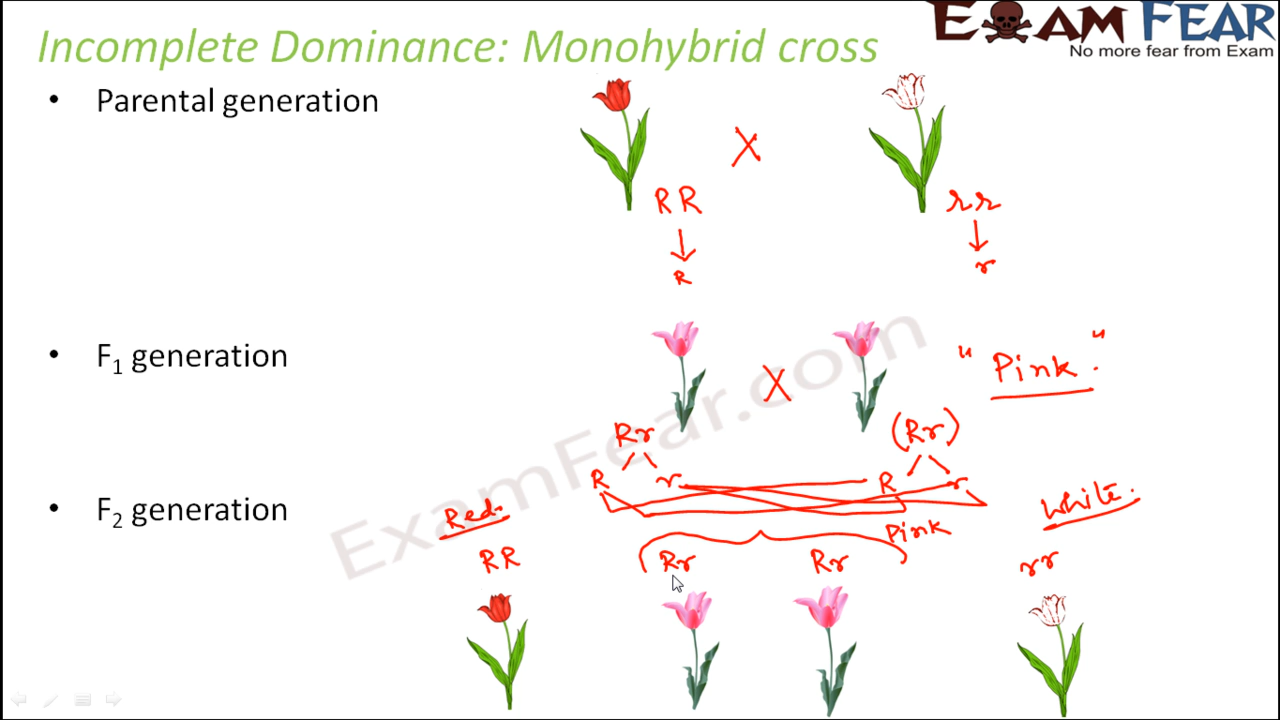 Incomplete Dominance: Monohybrid cross
EXAM FEAR
No more fear from Exam
• Parental generation
X
RR
rr
R
r
• F1 generation
X
"Pink."
Rr
(Rr)
R r R r
• F2 generation
Red.
Pink
White.
RR
Rr
Rr
rr
ExamFear.com